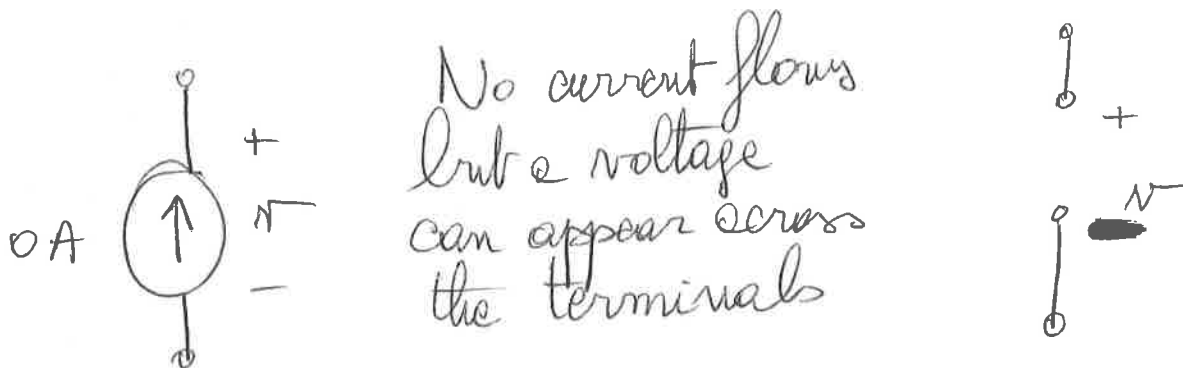 No current flows
but a voltage
can appear across
the terminals
+
v
-
0A
+
v